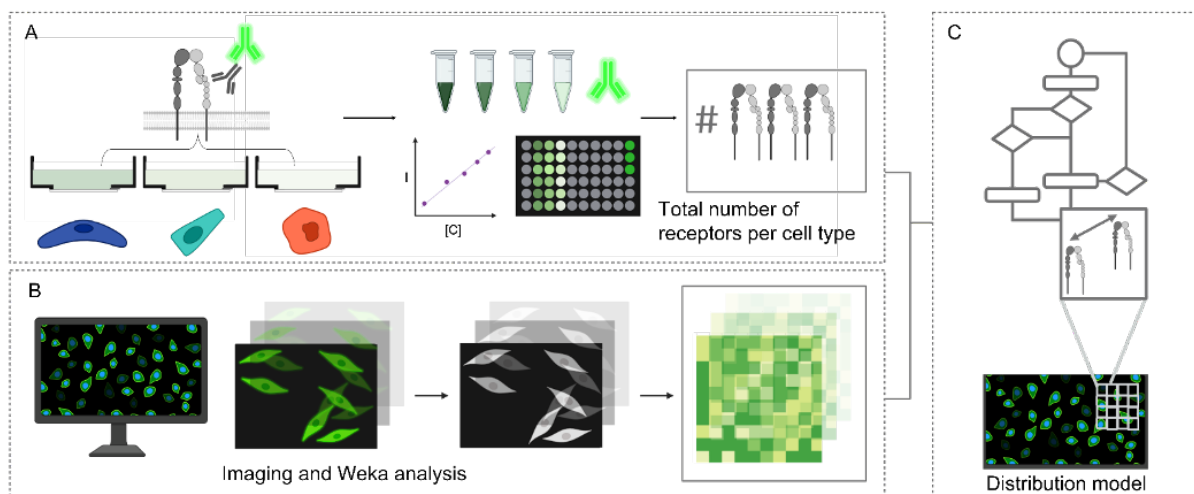 A
I
[C]
#
Total number of
receptors per cell type
B
Imaging and Weka analysis
C
Distribution model